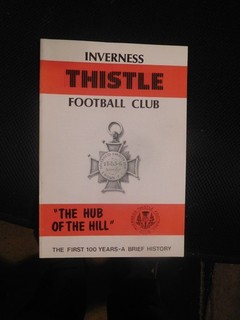 INVERNESS
THISTLE
FOOTBALL CLUB
"THE HUB
OF THE HILL"
THE FIRST 100 YEARS-A BRIEF HISTORY